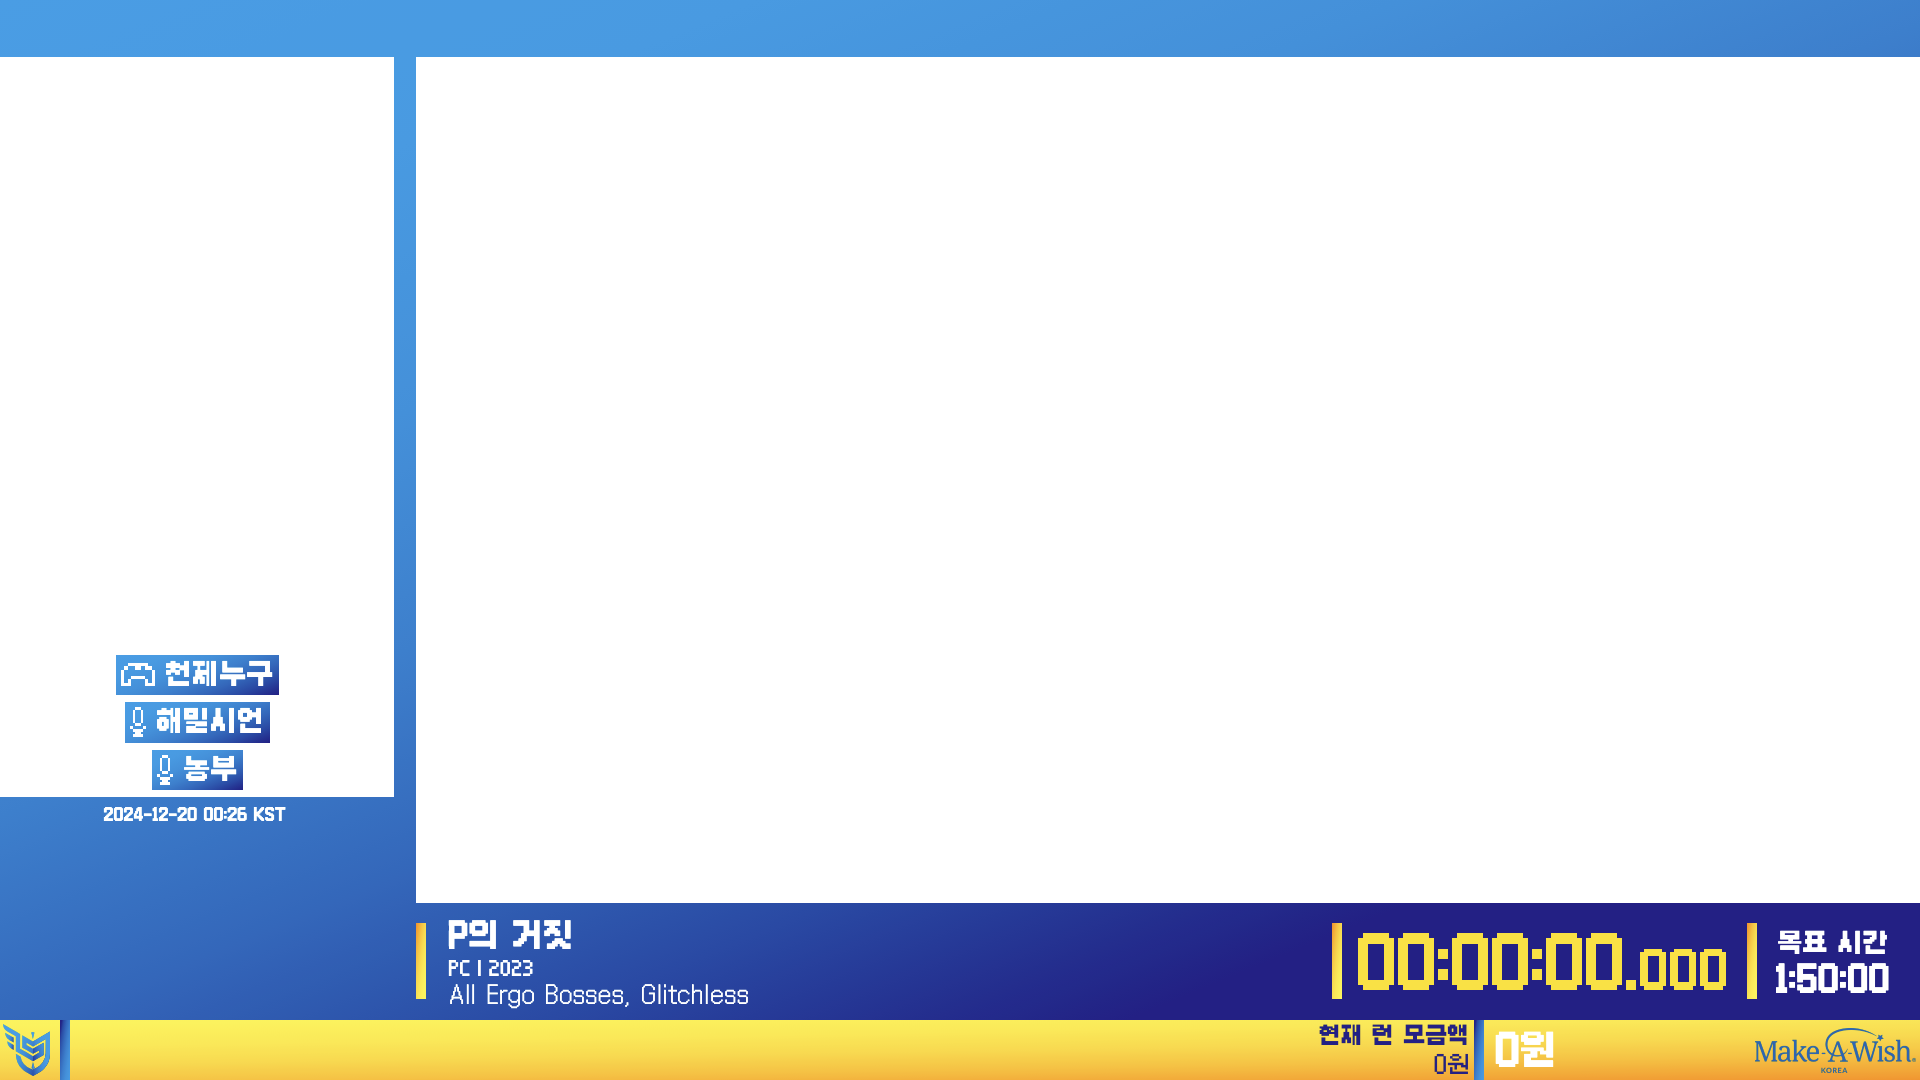 천제누구
해밀시언
농부
2024-12-20 00:26 KST
P의 거짓
PC | 2023
All Ergo Bosses, Glitchless
00:00:00.000
목표 시간
1:50:00
현재 런 모금액
0원
0원
Make-A-Wish.
KOREA